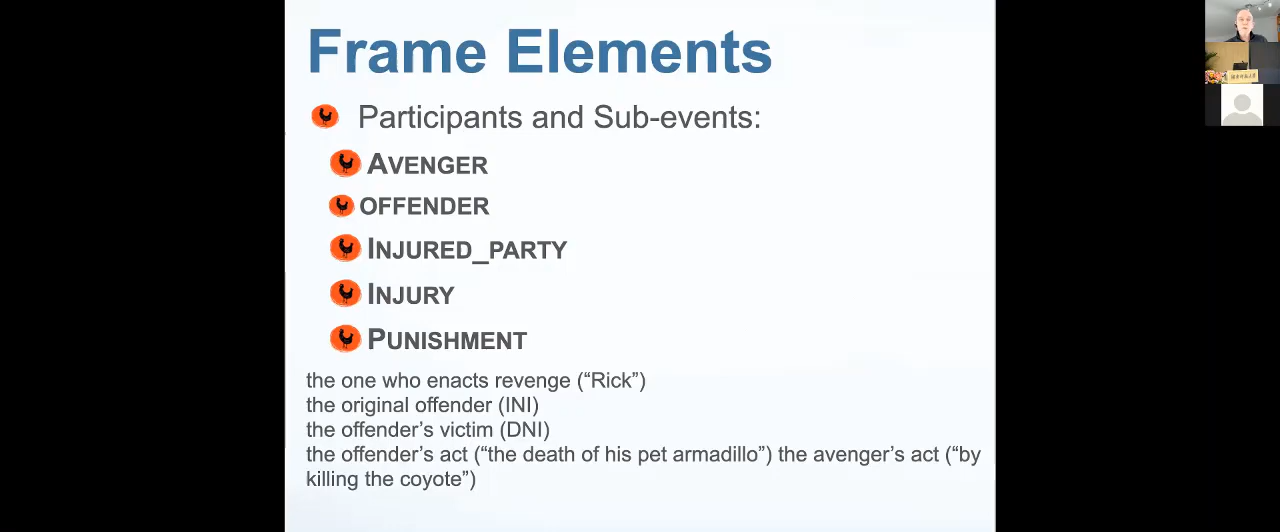 Frame Elements
Participants and Sub-events:
AVENGER
OFFENDER
INJURED_PARTY
INJURY
PUNISHMENT
the one who enacts revenge (“Rick”)
the original offender (INI)
the offender’s victim (DNI)
the offender’s act (“the death of his pet armadillo”) the avenger’s act (“by
killing the coyote”)